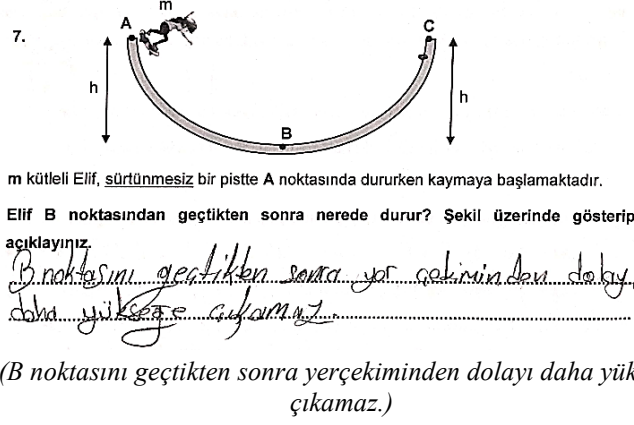 m
7.
A
C
h
h
B
m kütleli Elif, sürtünmesiz bir pistte A noktasında dururken kaymaya başlamaktadır.
Elif B noktasından geçtikten sonra nerede durur? Şekil üzerinde gösterip
açıklayınız.
B noktasını geçtikten sonra yer çekiminden dolay
daha yükseğe çıkamaz.
(B noktasını geçtikten sonra yerçekiminden dolayı daha yük
çıkamaz.)